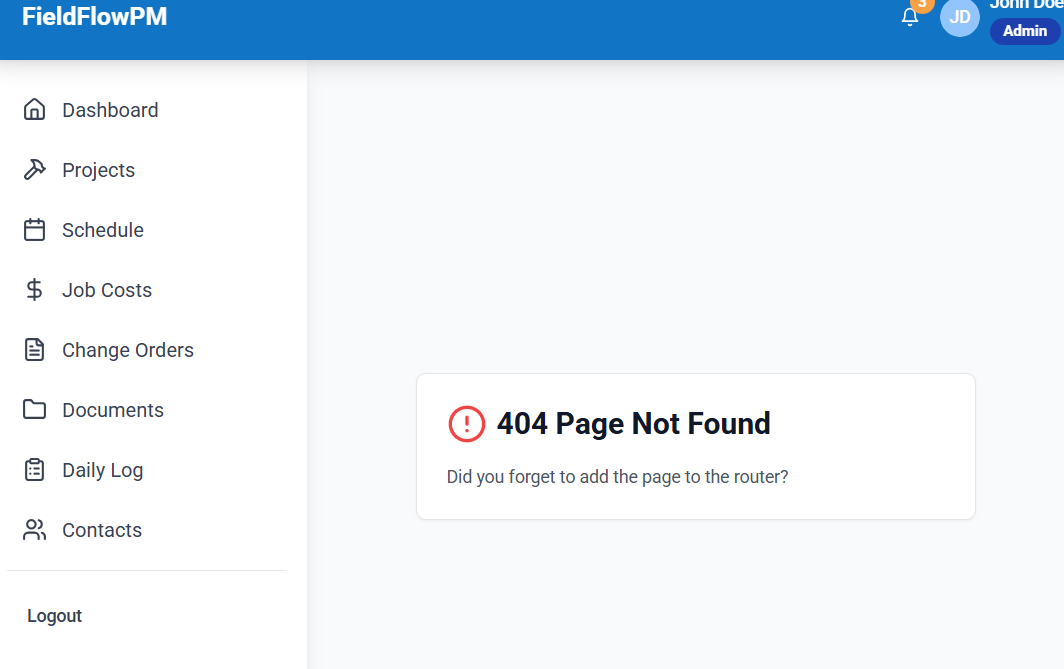 FieldFlowPM
3
JD
John Doe
Admin
Dashboard
Projects
Schedule
Job Costs
Change Orders
Documents
Daily Log
Contacts
Logout
404 Page Not Found
Did you forget to add the page to the router?